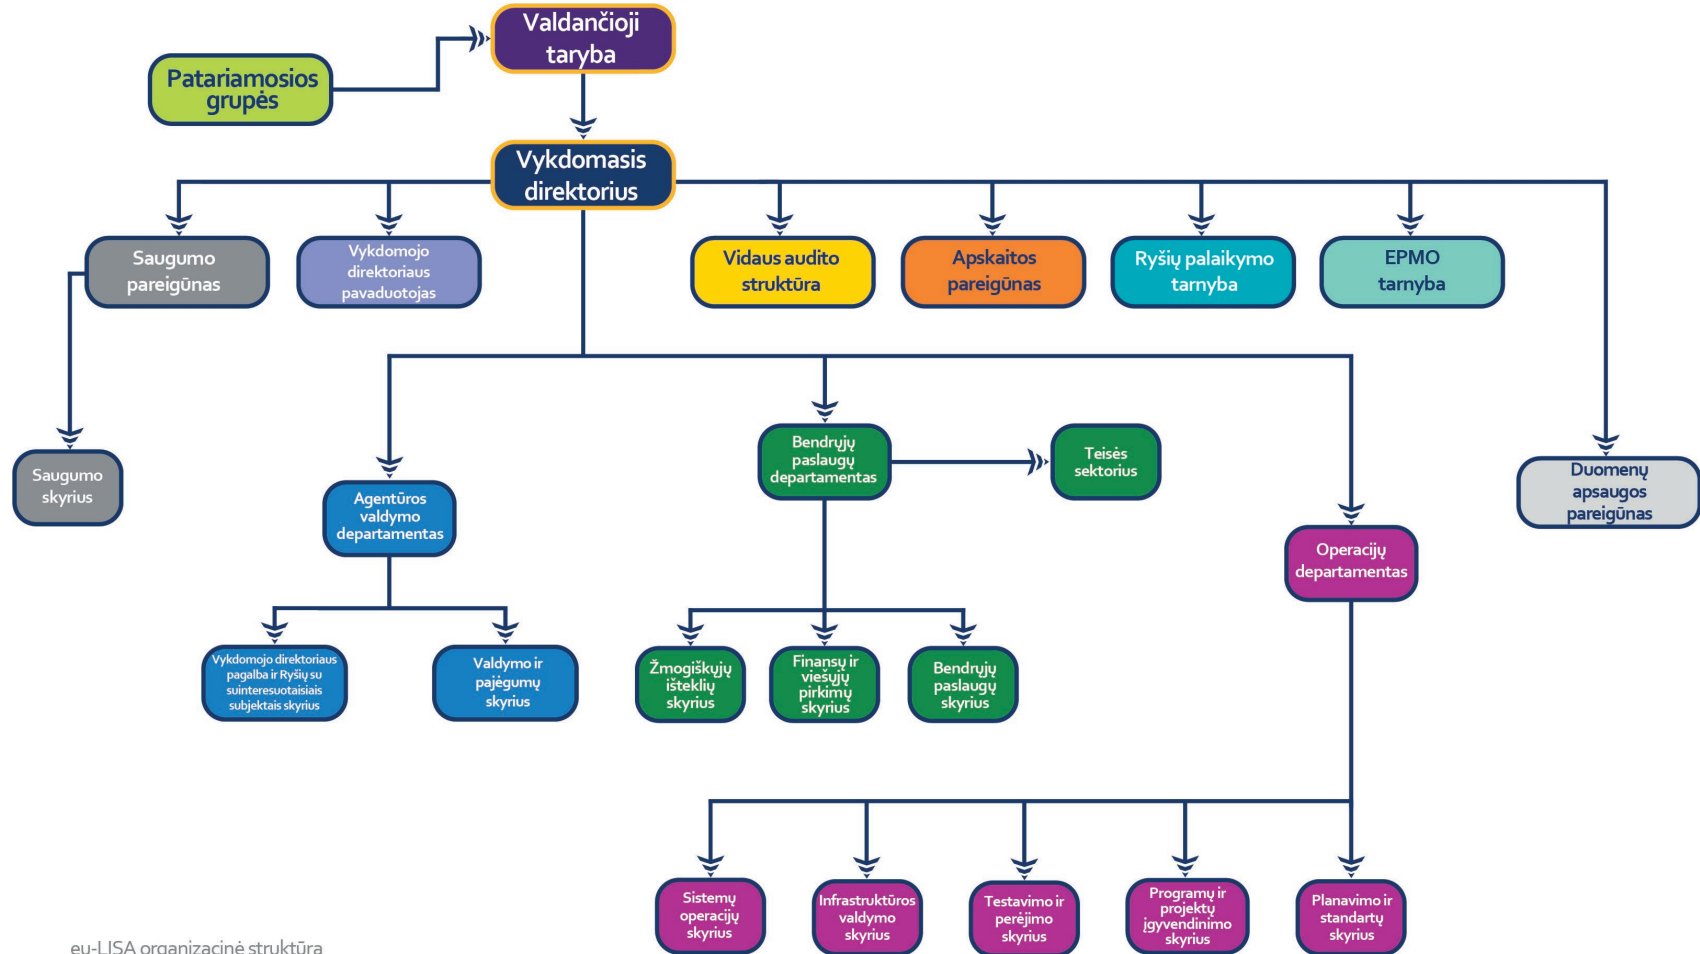 Valdančioji
taryba
Patariamosios
grupės
Vykdomasis
direktorius
Saugumo
pareigūnas
Vykdomojo
direktoriaus
pavaduotojas
Vidaus audito
struktūra
Apskaitos
pareigūnas
Ryšių palaikymo
tarnyba
EPMO
tarnyba
Saugumo
skyrius
Agentūros
valdymo
departamentas
Bendrųjų
paslaugų
departamentas
Teisės
sektorius
Operacijų
departamentas
Duomenų
apsaugos
pareigūnas
Vykdomojo direktoriaus
pagalba ir Ryšių su
suinteresuotaisiais
subjektais skyrius
Valdymo ir
pajėgumų
skyrius
Žmogiškųjų
išteklių
skyrius
Finansų ir
viešųjų
pirkimų
skyrius
Bendrųjų
paslaugų
skyrius
Sistemų
operacijų
skyrius
Infrastruktūros
valdymo
skyrius
Testavimo ir
perėjimo
skyrius
Programų ir
projektų
įgyvendinimo
skyrius
Planavimo ir
standartų
skyrius
eu-LISA organizacinė struktūra